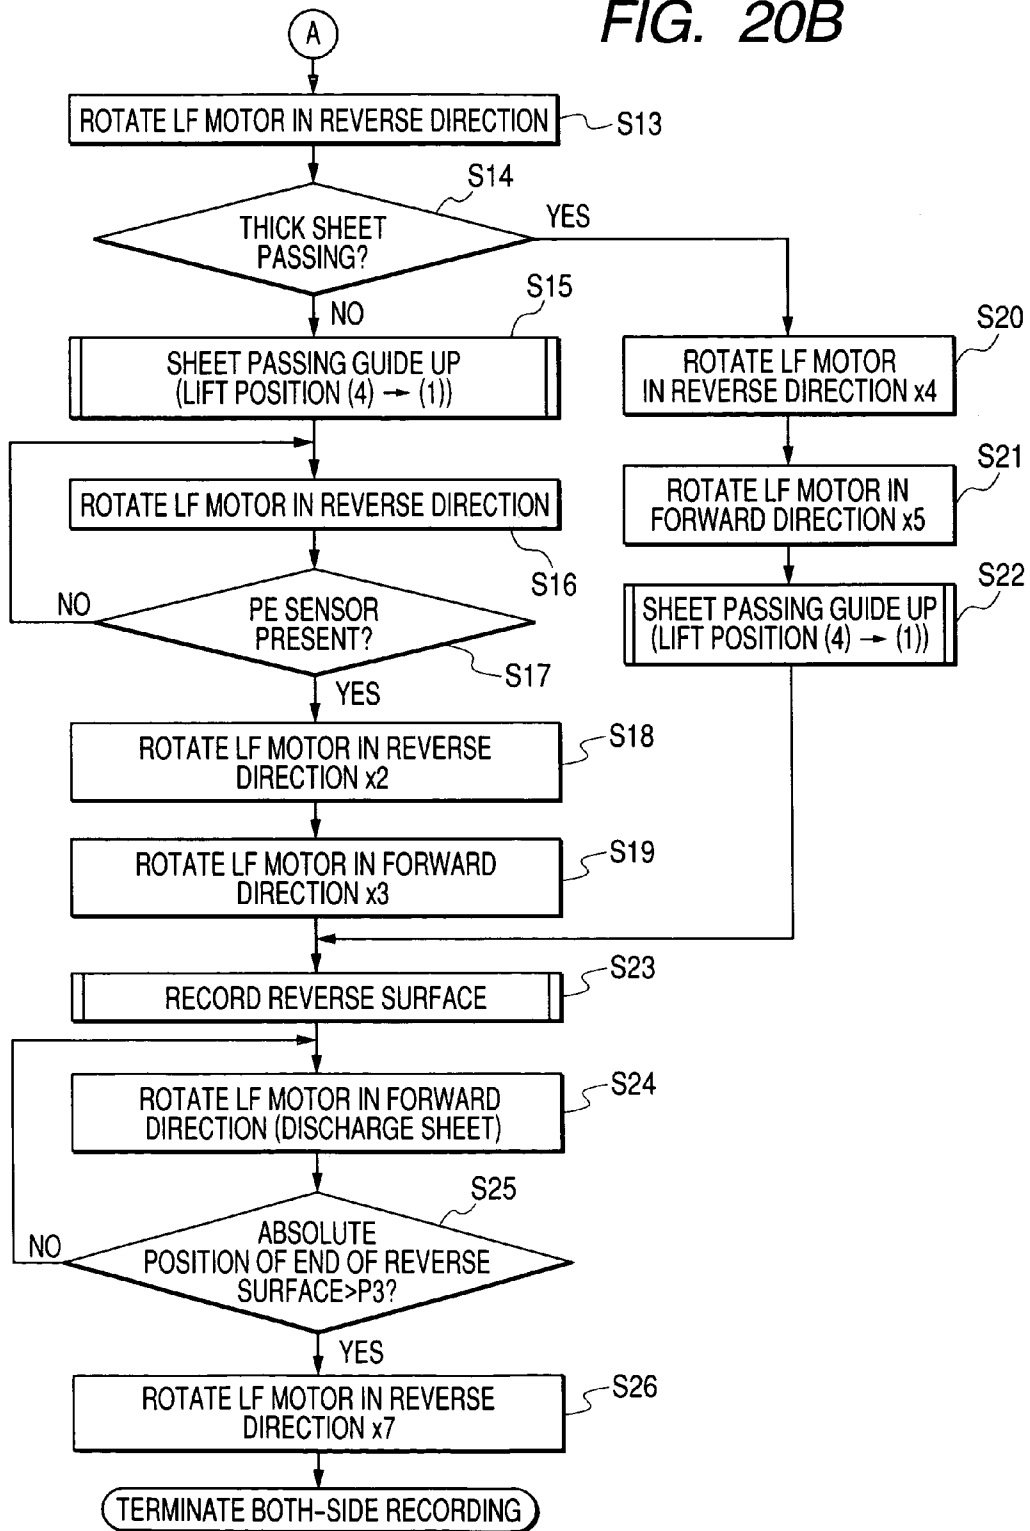 FIG. 20B
A
ROTATE LF MOTOR IN REVERSE DIRECTION
S13
S14
THICK SHEET
PASSING?
YES
NO
S15
SHEET PASSING GUIDE UP
(LIFT POSITION (4) → (1))
S20
ROTATE LF MOTOR
IN REVERSE DIRECTION x4
ROTATE LF MOTOR IN REVERSE DIRECTION
S16
S21
ROTATE LF MOTOR IN
FORWARD DIRECTION x5
NO
PE SENSOR
PRESENT?
S17
YES
S22
SHEET PASSING GUIDE UP
(LIFT POSITION (4) → (1))
ROTATE LF MOTOR IN REVERSE
DIRECTION x2
S18
ROTATE LF MOTOR IN FORWARD
DIRECTION x3
S19
RECORD REVERSE SURFACE
S23
ROTATE LF MOTOR IN FORWARD
DIRECTION (DISCHARGE SHEET)
S24
S25
NO
ABSOLUTE
POSITION OF END OF REVERSE
SURFACE>P3?
YES
ROTATE LF MOTOR IN REVERSE
DIRECTION x7
S26
TERMINATE BOTH-SIDE RECORDING